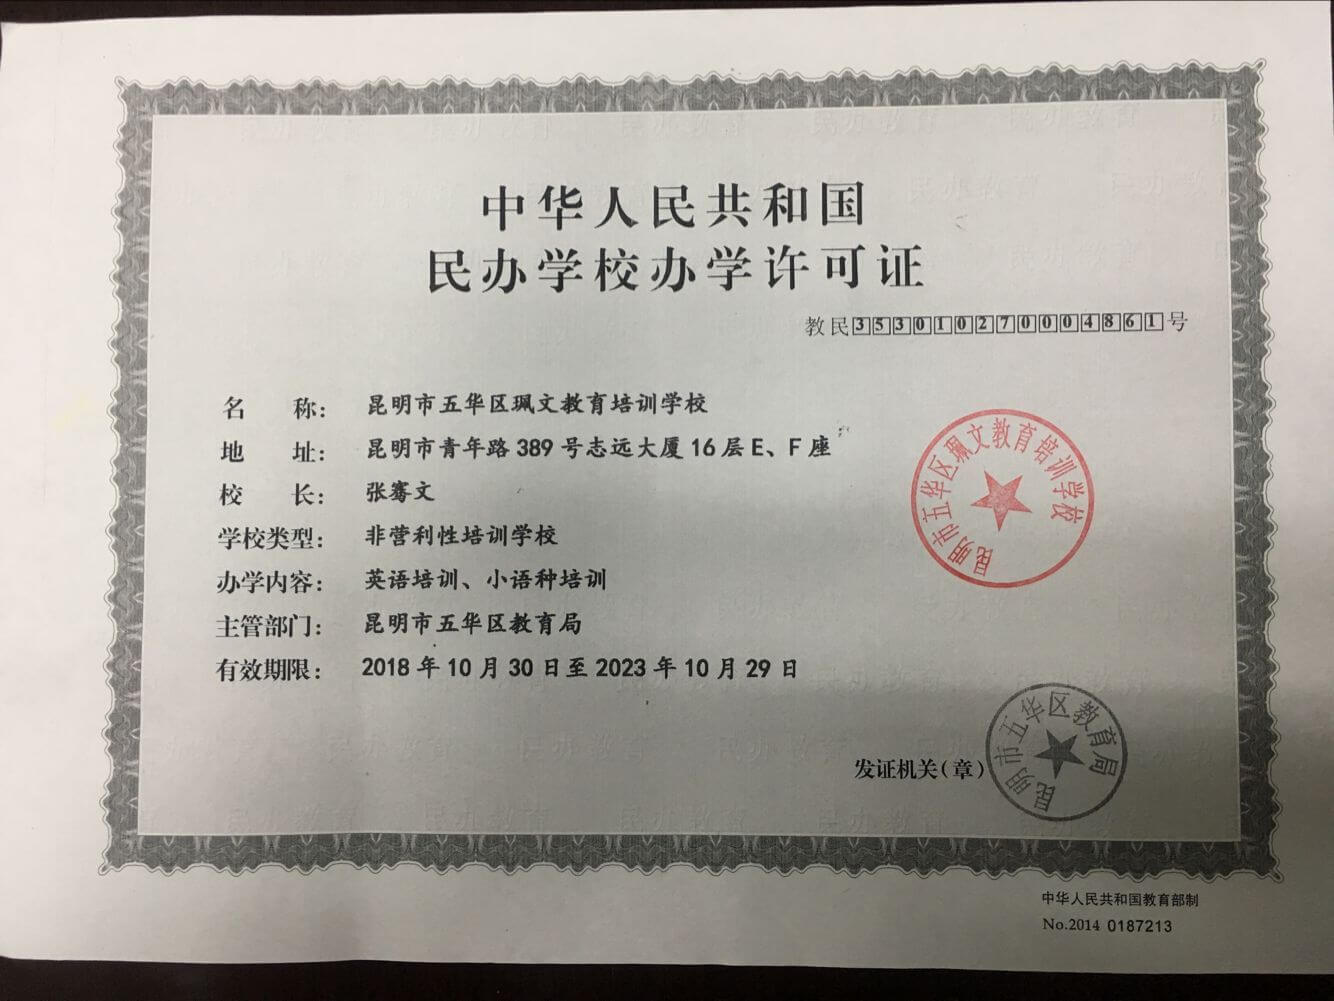 中华人民共和国
民办学校办学许可证
教民353010270004861号
名 称： 昆明市五华区珮文教育培训学校
地 址： 昆明市青年路389号志远大厦16层E、F座
校 长： 张骞文
学校类型： 非营利性培训学校
办学内容： 英语培训、小语种培训
主管部门： 昆明市五华区教育局
有效期限： 2018年10月30日至2023年10月29日
昆明市五华区珮文教育培训学校
发证机关（章）
昆明市五华区教育局
中华人民共和国教育部制
No.2014 0187213